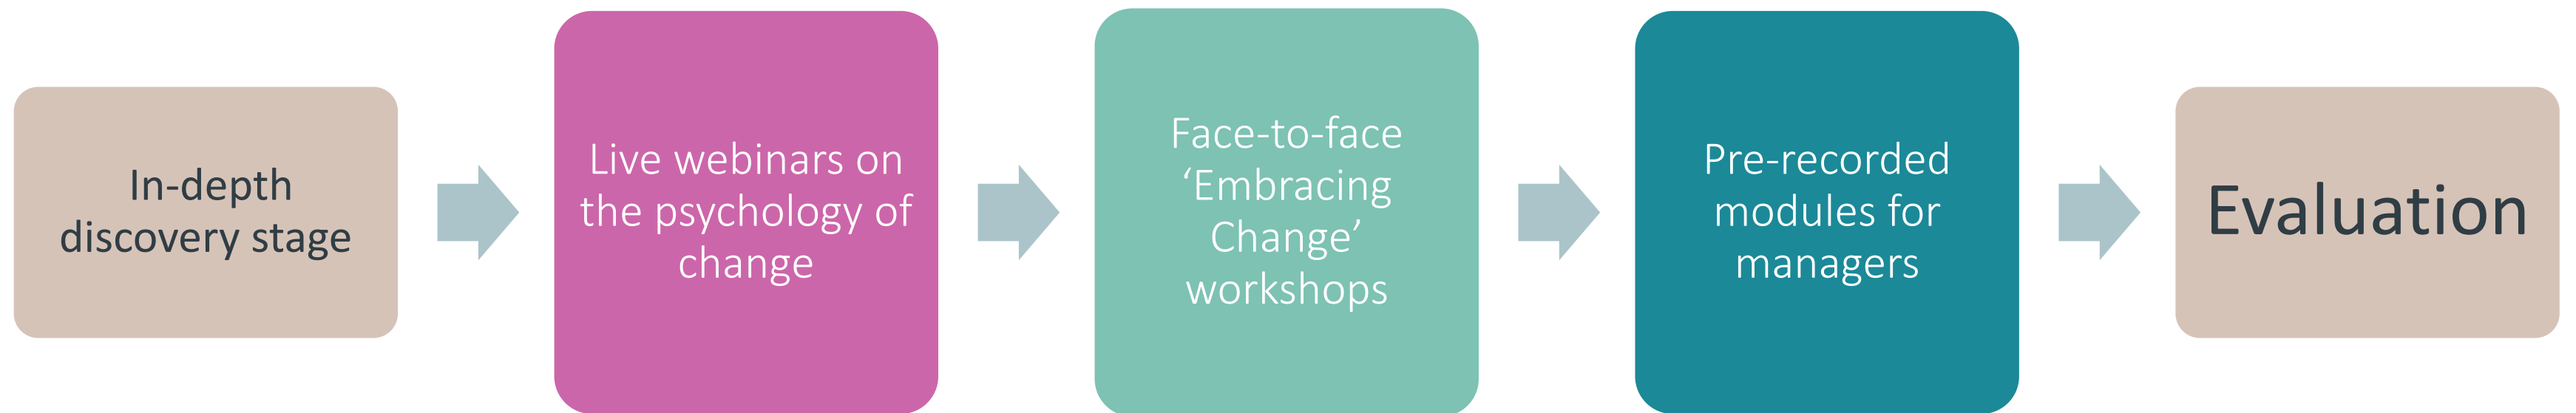 In-depth
discovery stage
Live webinars on
the psychology of
change
Face-to-face
‘Embracing
Change’
workshops
Pre-recorded
modules for
managers
Evaluation